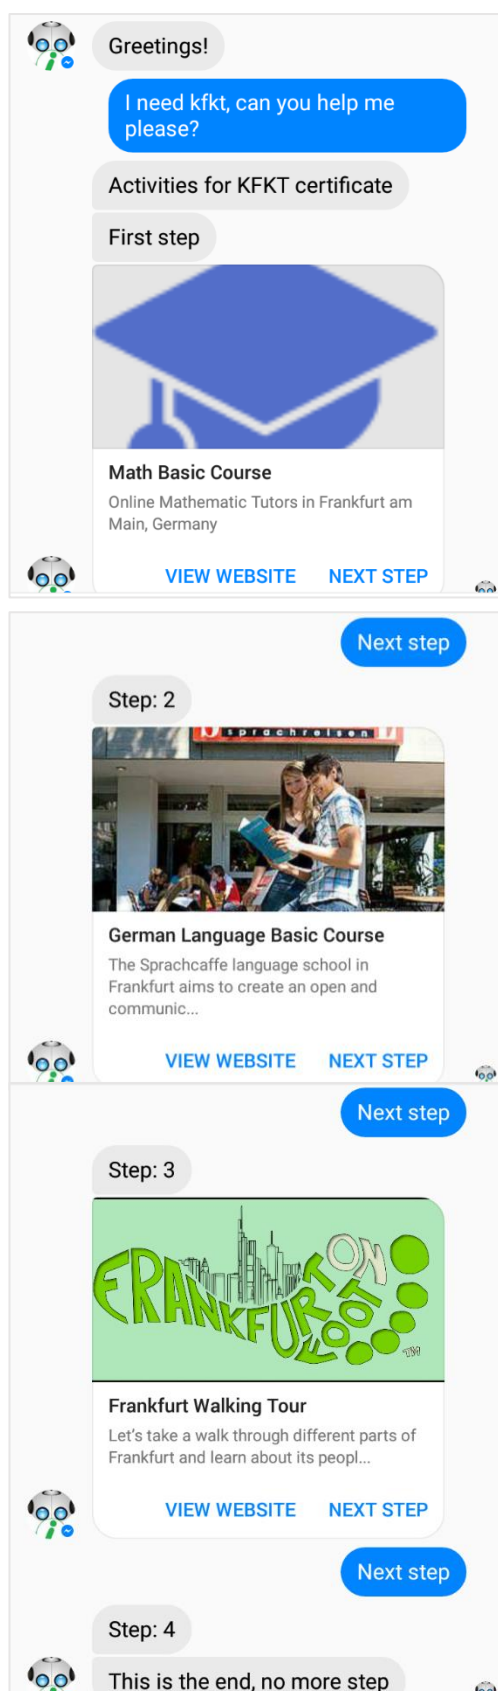 Greetings!
I need kfkt, can you help me
please?
Activities for KFKT certificate
First step
Math Basic Course
Online Mathematic Tutors in Frankfurt am
Main, Germany
VIEW WEBSITE NEXT STEP
Next step
Step: 2
sprachreisen
German Language Basic Course
The Sprachcaffe language school in
Frankfurt aims to create an open and
communic...
VIEW WEBSITE NEXT STEP
Next step
Step: 3
FRANKFURT ON FOOT
TM
Frankfurt Walking Tour
Let's take a walk through different parts of
Frankfurt and learn about its peopl...
VIEW WEBSITE NEXT STEP
Next step
Step: 4
This is the end, no more step